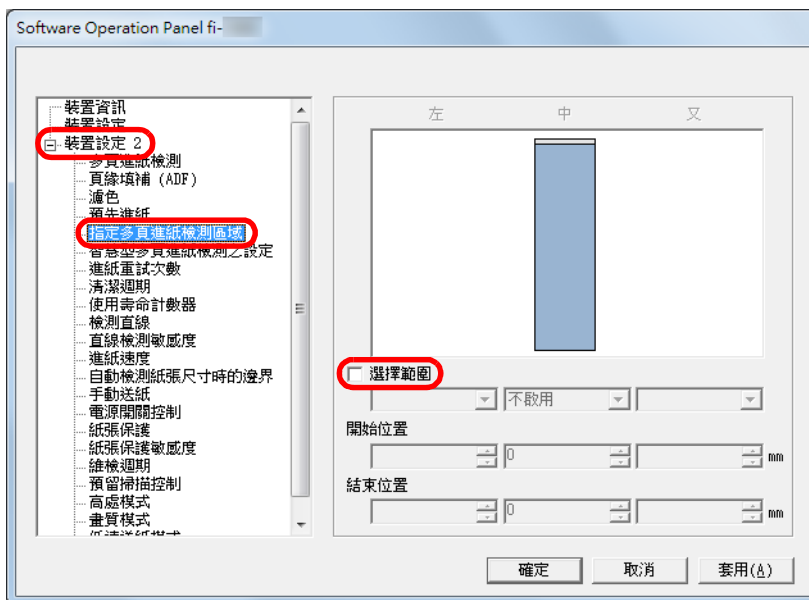 Software Operation Panel fi-
裝置資訊
裝置設定
裝置設定 2
多頁進紙檢測
頁緣填補 (ADF)
濾色
預先進紙
指定多頁進紙檢測區域
智慧型多頁進紙檢測之設定
進紙重試次數
清潔週期
使用壽命計數器
檢測直線
直線檢測敏感度
進紙速度
自動檢測紙張尺寸時的邊界
手動送紙
電源開關控制
紙張保護
紙張保護敏感度
維檢週期
預留掃描控制
高處模式
畫質模式
低速送紙模式
左 中 又
選擇範圍
不啟用
開始位置
0 mm
結束位置
0 mm
確定 取消 套用(A)